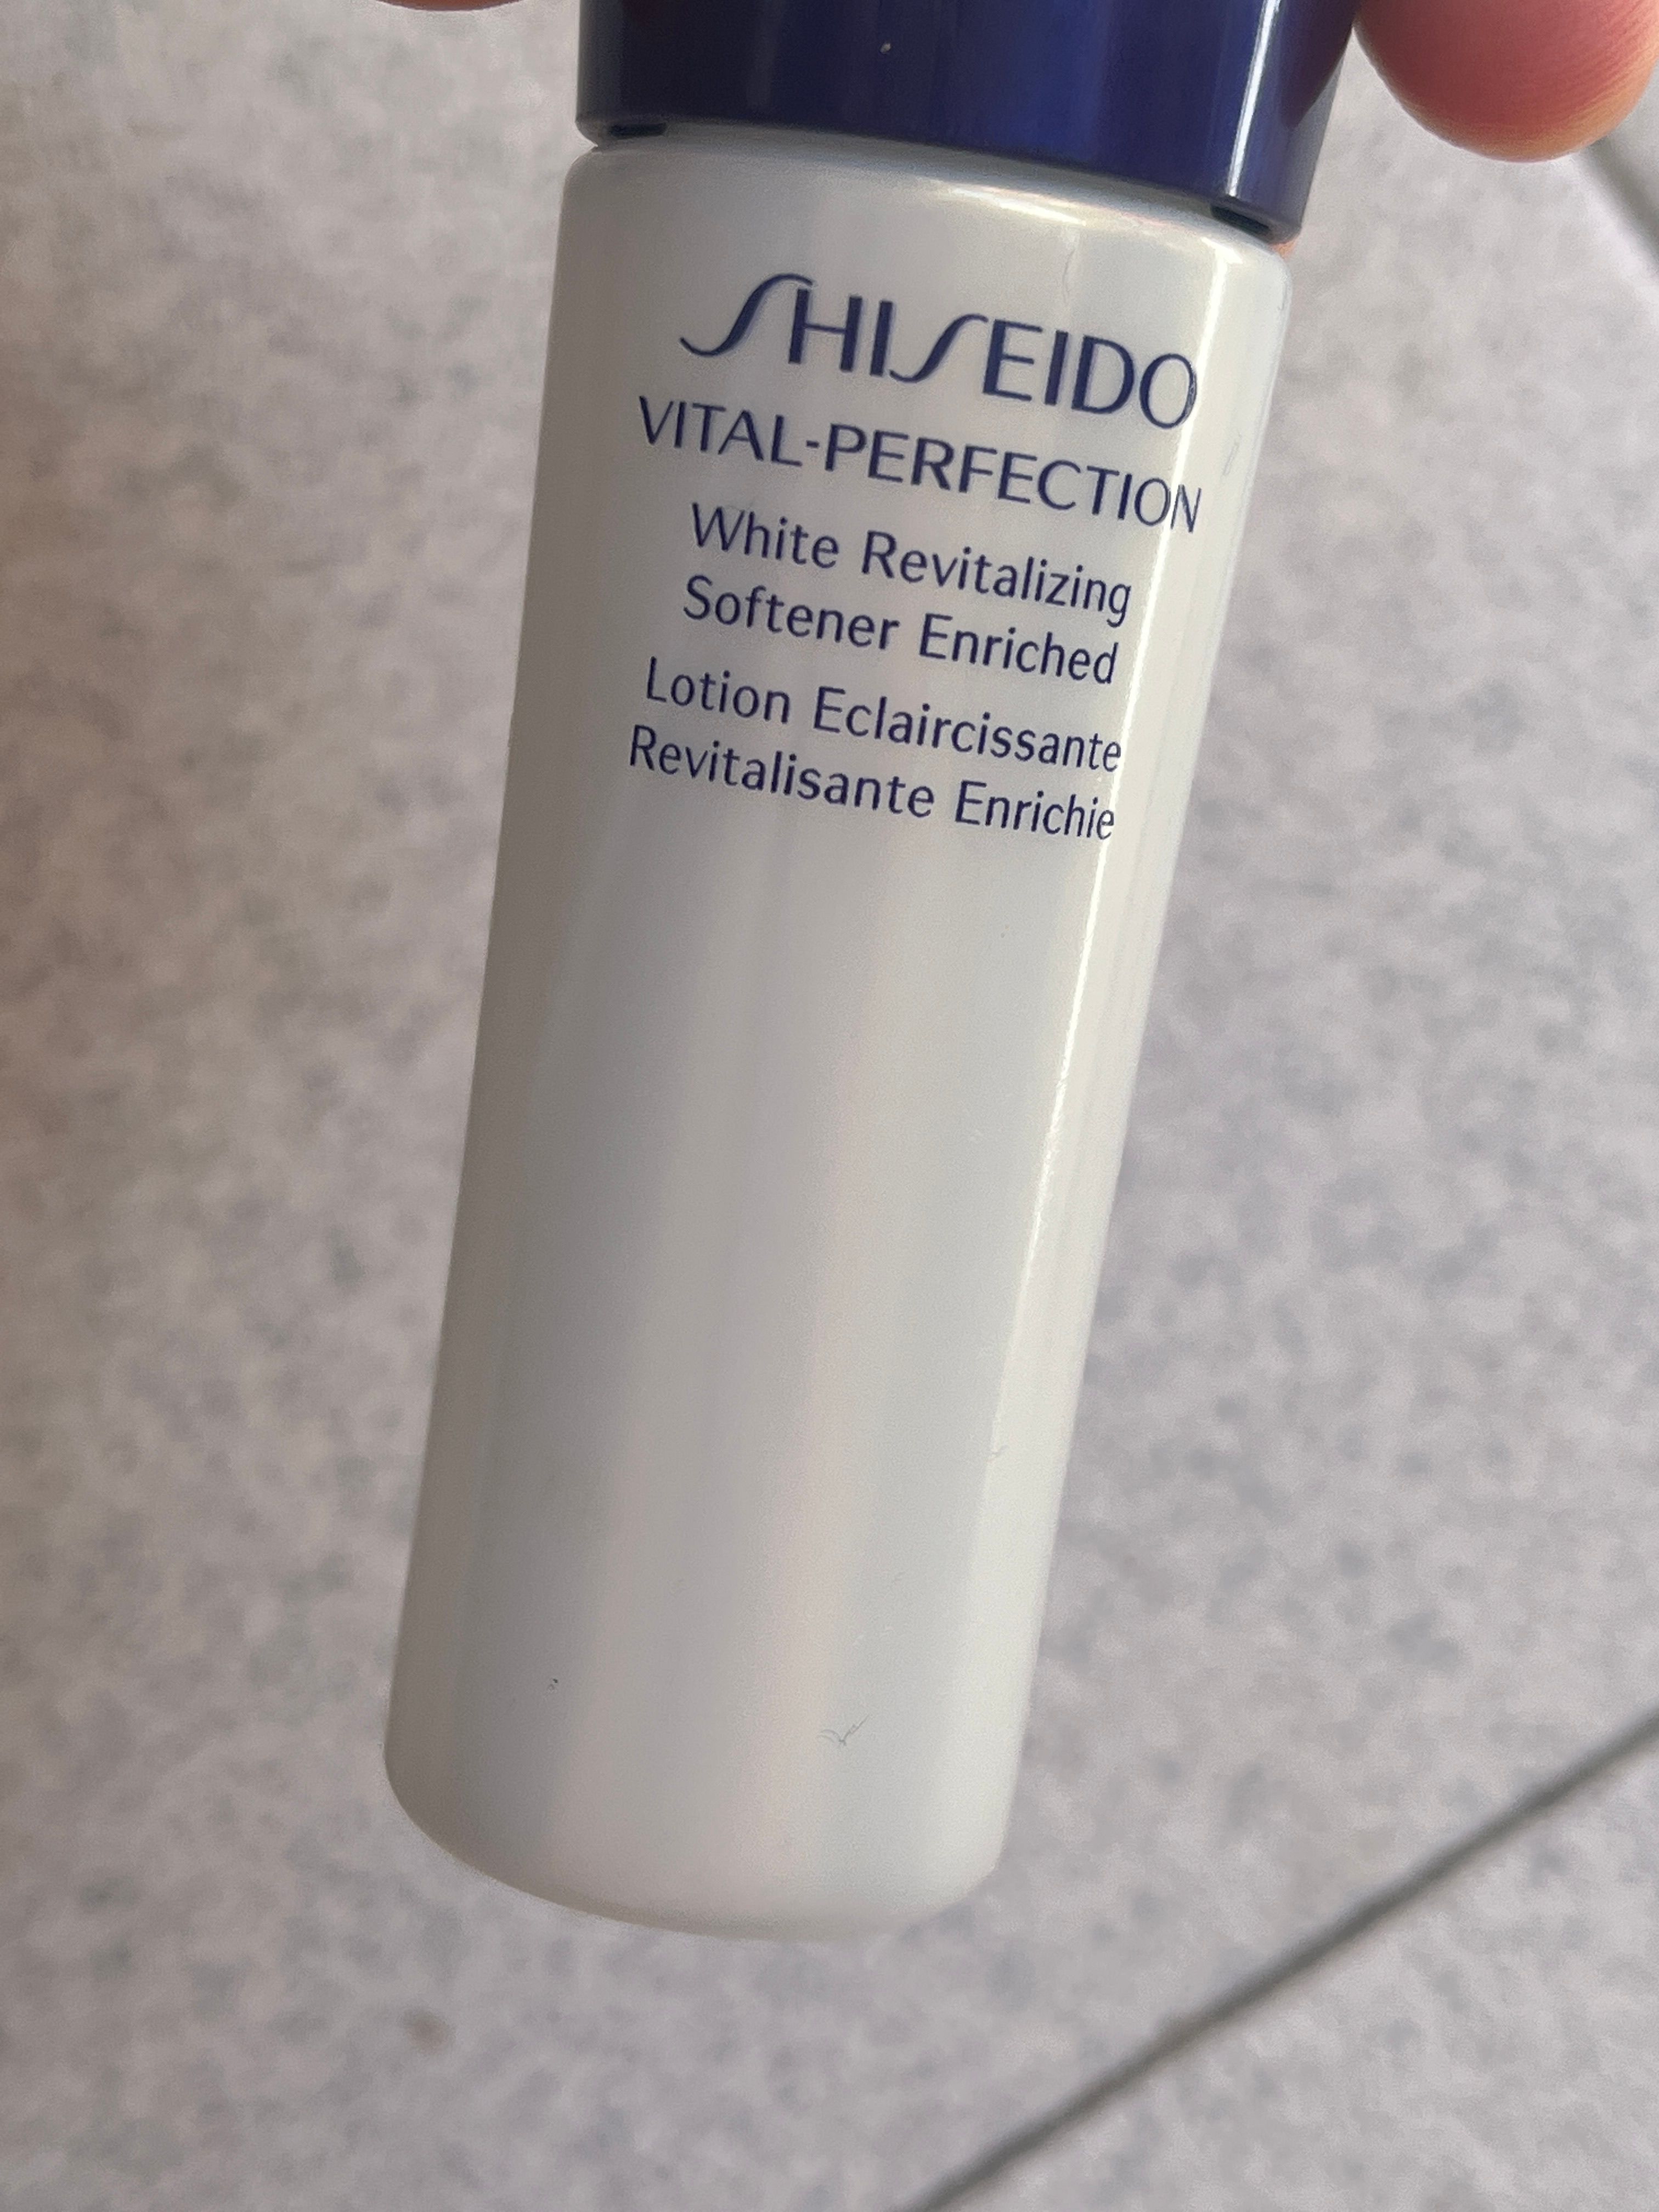 SHISEIDO
VITAL-PERFECTION
White Revitalizing
Softener Enriched
Lotion Eclaircissante
Revitalisante Enrichie